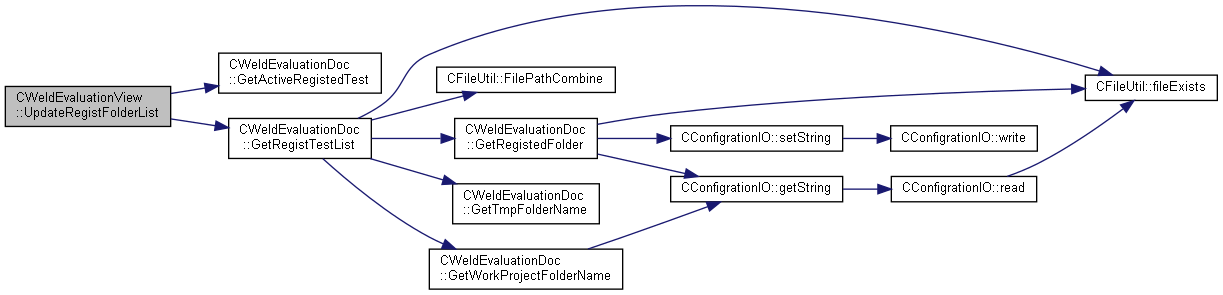 CWeldEvaluationView
::UpdateRegistFolderList
CWeldEvaluationDoc
::GetActiveRegistedTest
CWeldEvaluationDoc
::GetRegistTestList
CFileUtil::FilePathCombine
CWeldEvaluationDoc
::GetRegistedFolder
CWeldEvaluationDoc
::GetTmpFolderName
CWeldEvaluationDoc
::GetWorkProjectFolderName
CConfigrationIO::setString
CConfigrationIO::getString
CConfigrationIO::write
CConfigrationIO::read
CFileUtil::fileExists